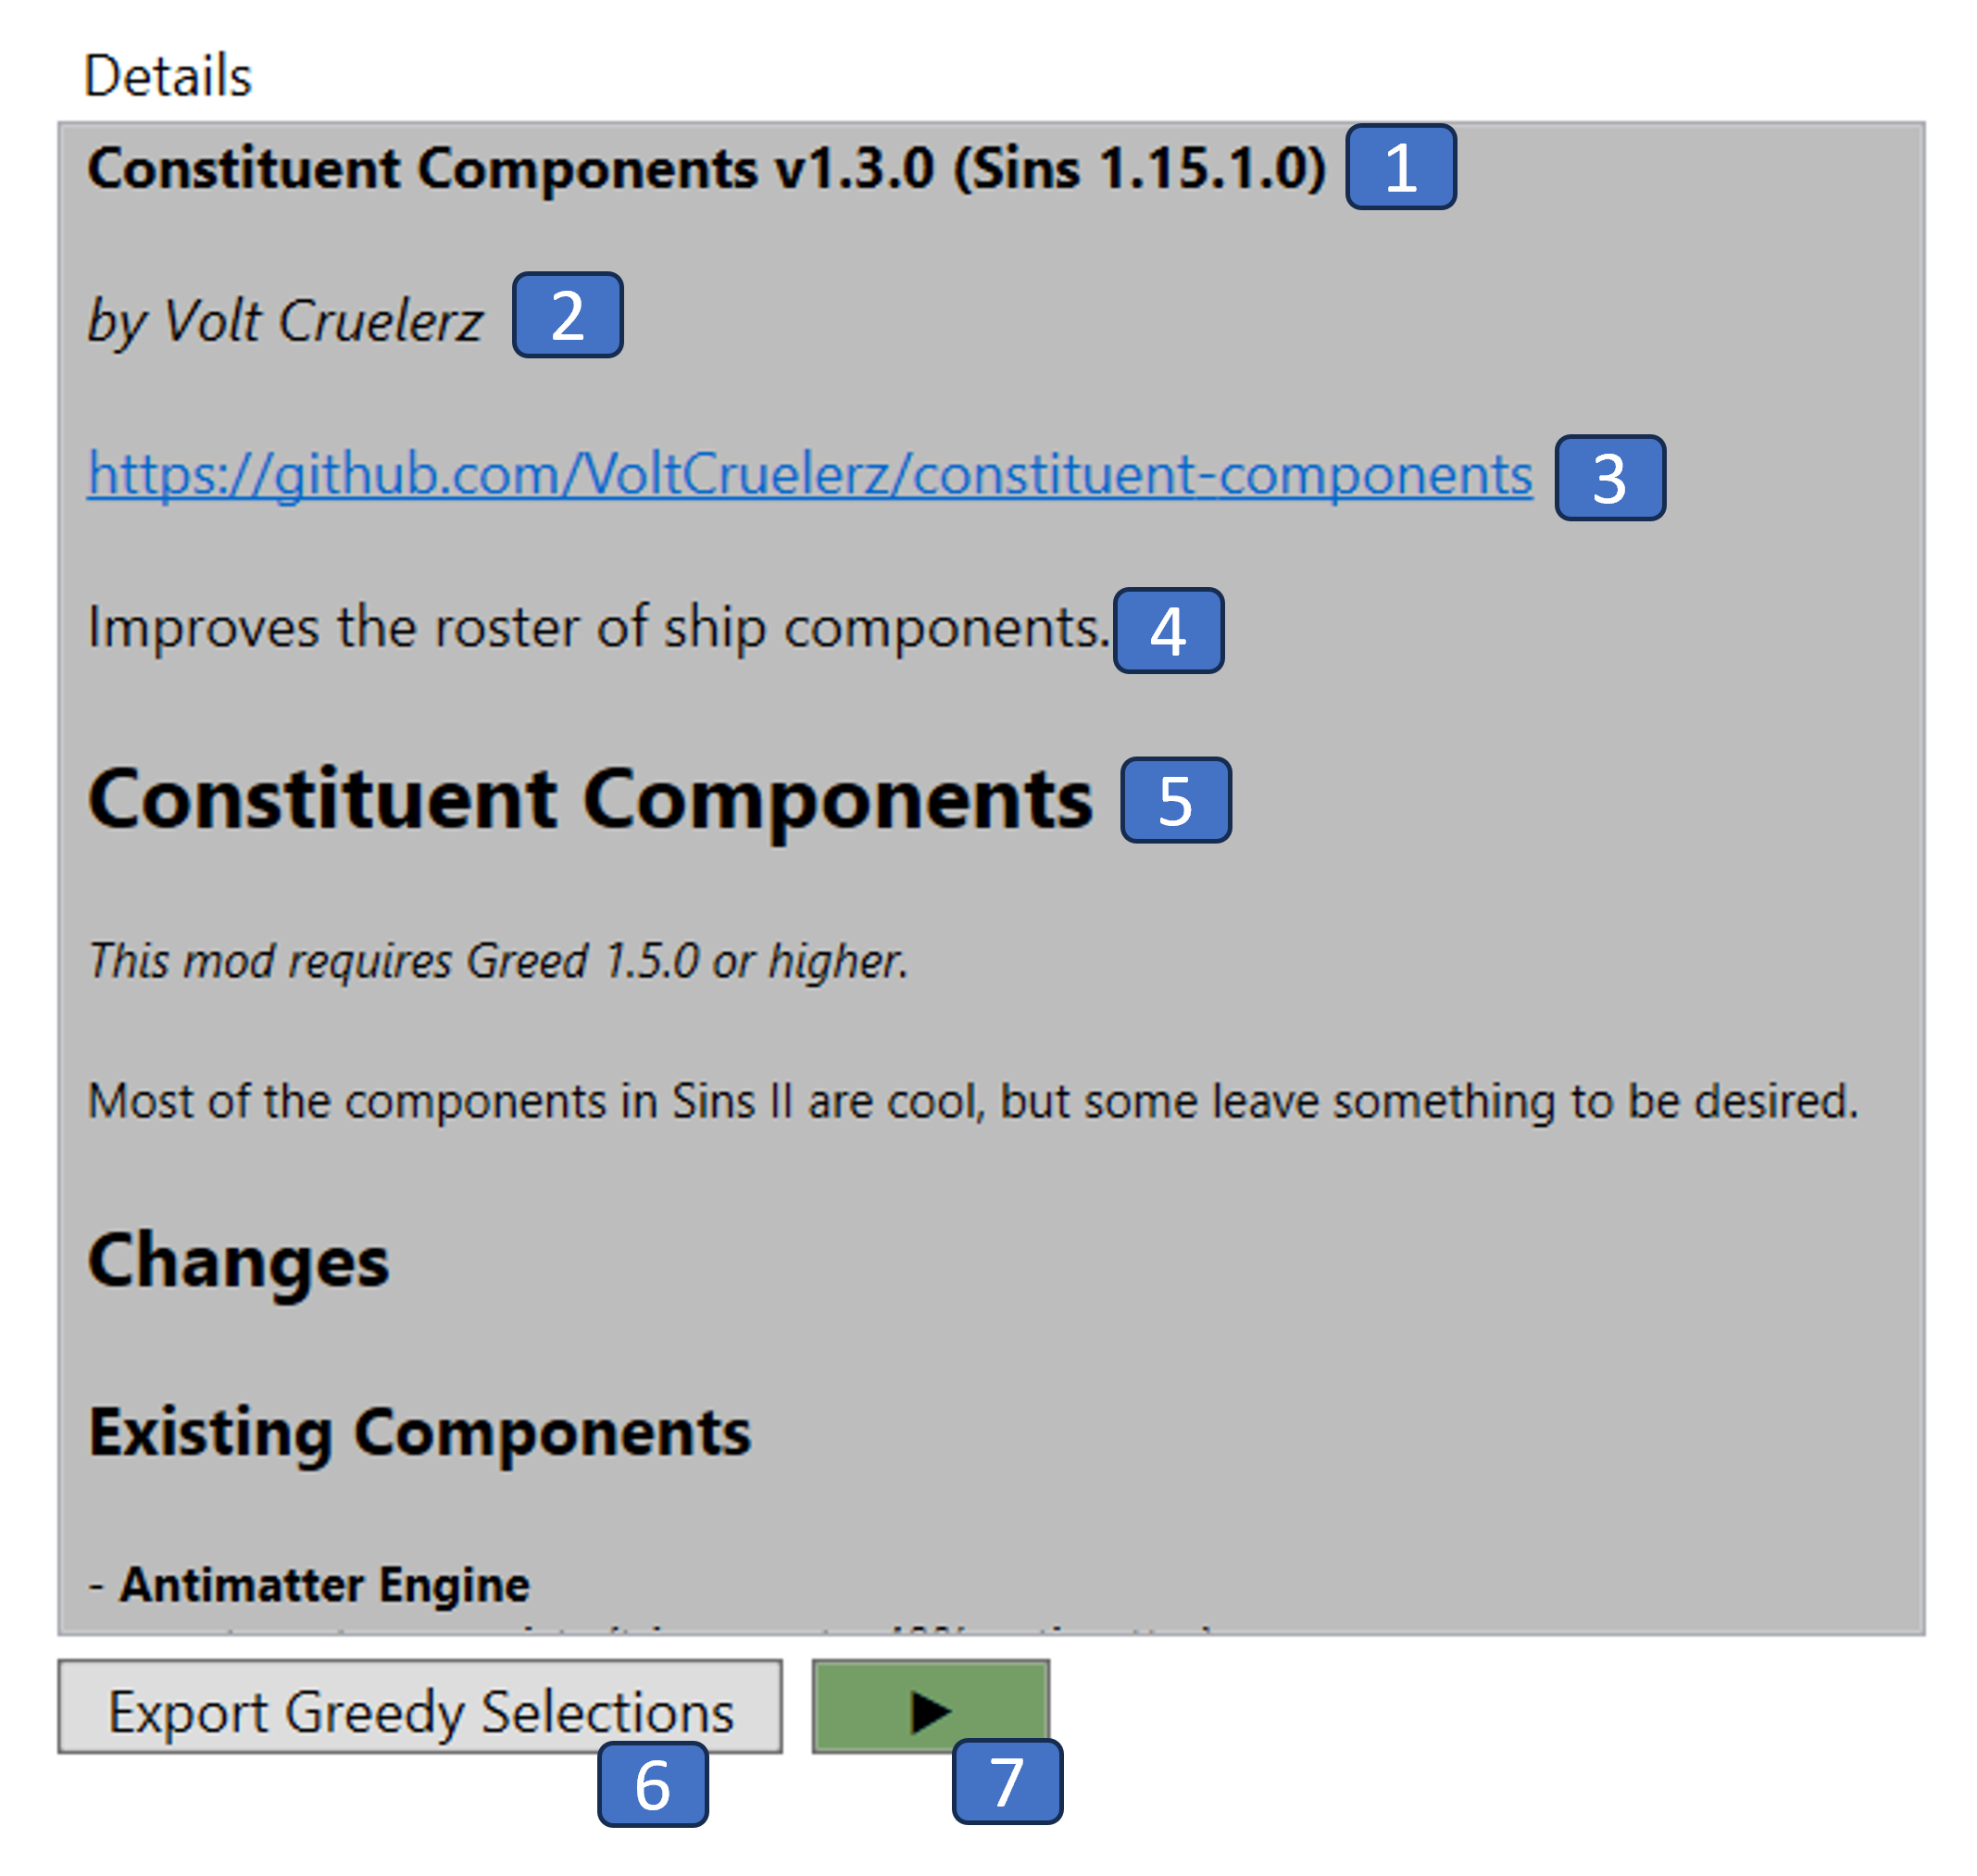 Details
Constituent Components v1.3.0 (Sins 1.15.1.0) 1
by Volt Cruelerz 2
https://github.com/VoltCruelerz/constituent-components 3
Improves the roster of ship components. 4
Constituent Components 5
This mod requires Greed 1.5.0 or higher.
Most of the components in Sins II are cool, but some leave something to be desired.
Changes
Existing Components
- Antimatter Engine
Export Greedy Selections
6 7